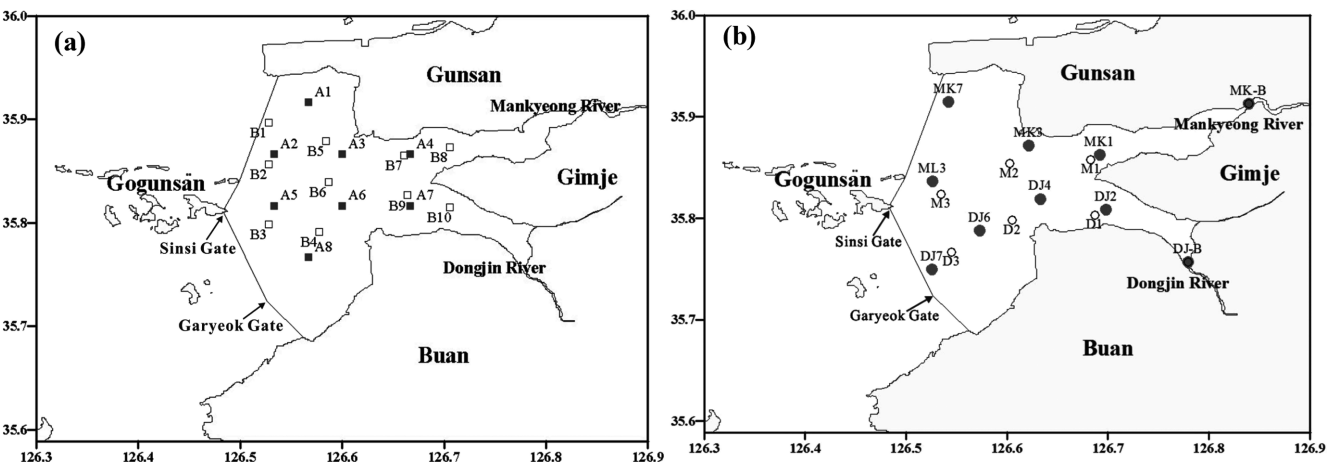 (a)
36.0
35.9
35.8
35.7
35.6
126.3 126.4 126.5 126.6 126.7 126.8 126.9
Gunsan
Mankyeong River
Gimje
Gogunsän
Sinsi Gate
Garyeok Gate
Dongjin River
Buan
A1
B1
A2
B5
A3
A4
B7
B8
B2
B6
A5
A6
A7
B9
B10
B3
B4
A8
(b)
36.0
35.9
35.8
35.7
35.6
126.3 126.4 126.5 126.6 126.7 126.8 126.9
Gunsan
MK-B
Mankyeong River
Gimje
Gogunsän
Sinsi Gate
Garyeok Gate
DJ-B
Dongjin River
Buan
MK7
MK3
MK1
M1
M2
ML3
M3
DJ4
DJ2
D1
D2
DJ6
DJ7
D3